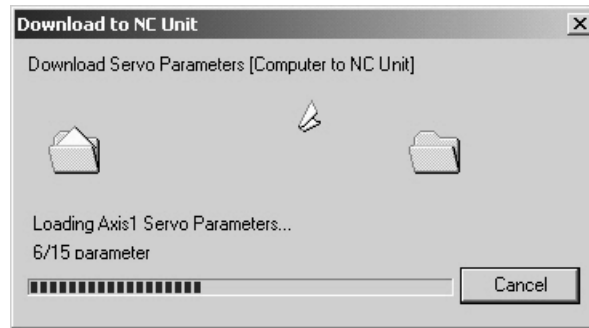 Download to NC Unit
Download Servo Parameters [Computer to NC Unit]
Loading Axis1 Servo Parameters...
6/15 parameter
Cancel